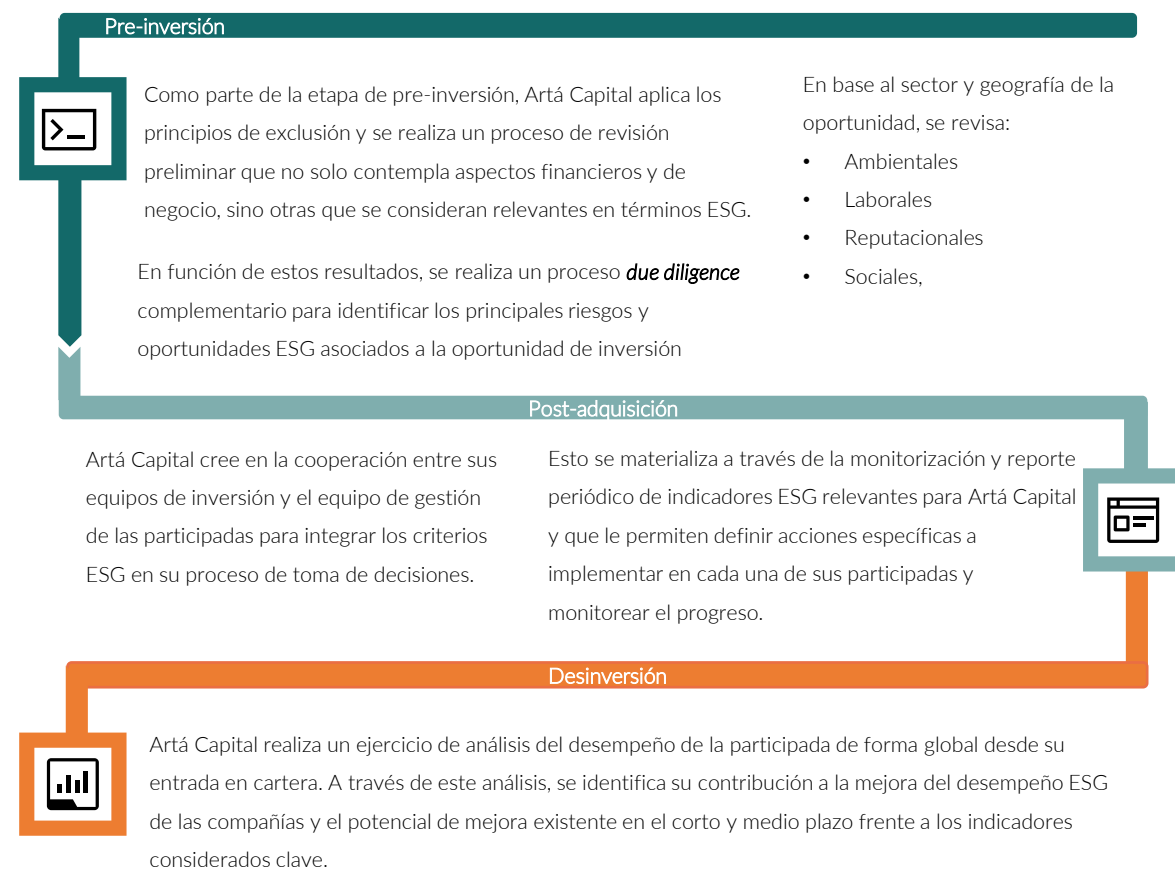 Pre-inversión
Como parte de la etapa de pre-inversión, Artá Capital aplica los
principios de exclusión y se realiza un proceso de revisión
preliminar que no solo contempla aspectos financieros y de
negocio, sino otras que se consideran relevantes en términos ESG.
En función de estos resultados, se realiza un proceso due diligence
complementario para identificar los principales riesgos y
oportunidades ESG asociados a la oportunidad de inversión
En base al sector y geografía de la
oportunidad, se revisa:
• Ambientales
• Laborales
• Reputacionales
• Sociales,
Post-adquisición
Artá Capital cree en la cooperación entre sus
equipos de inversión y el equipo de gestión
de las participadas para integrar los criterios
ESG en su proceso de toma de decisiones.
Esto se materializa a través de la monitorización y reporte
periódico de indicadores ESG relevantes para Artá Capital
y que le permiten definir acciones específicas a
implementar en cada una de sus participadas y
monitorear el progreso.
Desinversión
Artá Capital realiza un ejercicio de análisis del desempeño de la participada de forma global desde su
entrada en cartera. A través de este análisis, se identifica su contribución a la mejora del desempeño ESG
de las compañías y el potencial de mejora existente en el corto y medio plazo frente a los indicadores
considerados clave.